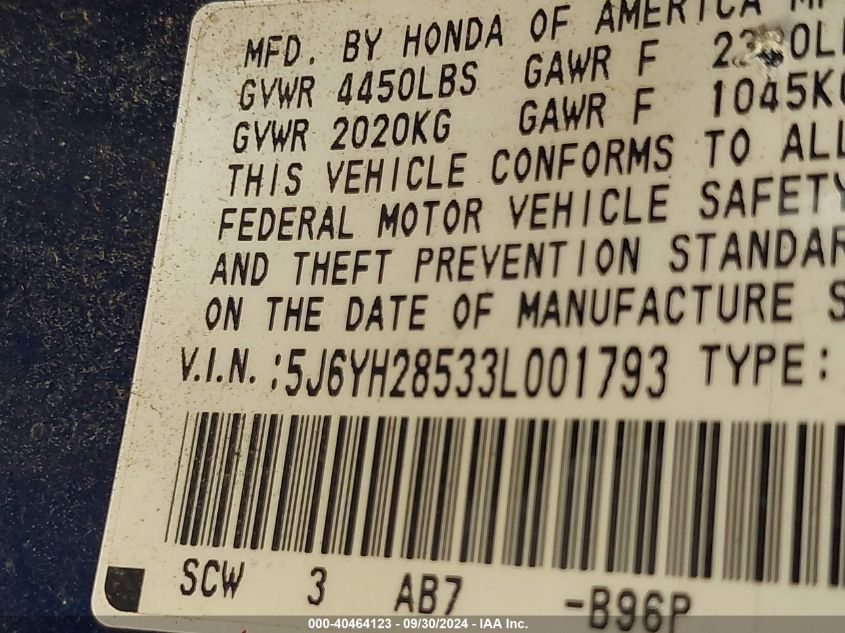 MFD. BY HONDA OF AMERICA
GVWR 4450LBS GAWR F
GVWR 2020KG GAWR F 1045KG
THIS VEHICLE CONFORMS TO ALL
FEDERAL MOTOR VEHICLE SAFETY
AND THEFT PREVENTION STANDAR
ON THE DATE OF MANUFACTURE S
V.I.N. :5J6YH28533L001793 TYPE:
SCW 3 AB7 -B96P
000-40464123 - 09/30/2024 - IAA Inc.